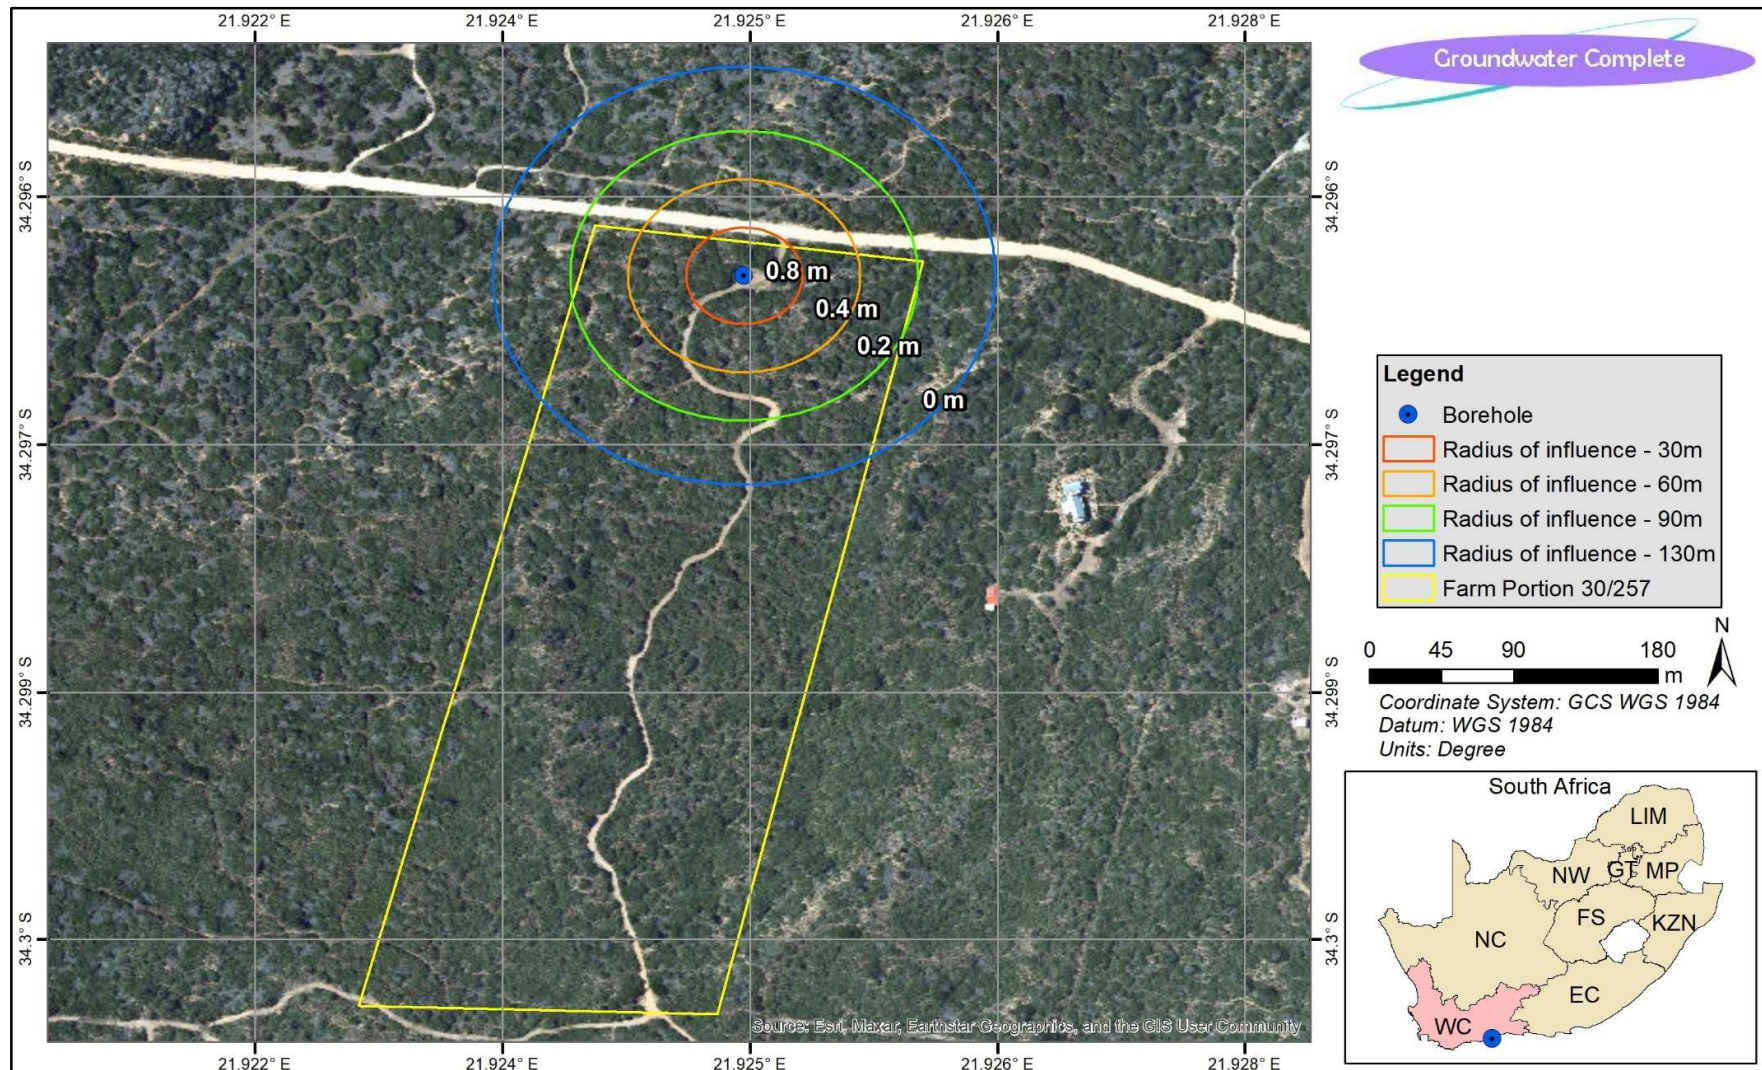 21.922° E
21.924° E
21.925° E
21.926° E
21.928° E
Groundwater Complete
34.296° S
34.296° S
0.8 m
0.4 m
0.2 m
0 m
34.297° S
34.297° S
Legend
Borehole
Radius of influence - 30m
Radius of influence - 60m
Radius of influence - 90m
Radius of influence - 130m
Farm Portion 30/257
N
0 45 90 180
m
34.299° S
34.299° S
Coordinate System: GCS WGS 1984
Datum: WGS 1984
Units: Degree
South Africa
LIM
NW
GT
MP
FS
KZN
NC
EC
WC
34.3° S
34.3° S
Source: Esri, Maxar, Earthstar Geographics, and the GIS User Community
21.922° E
21.924° E
21.925° E
21.926° E
21.928° E